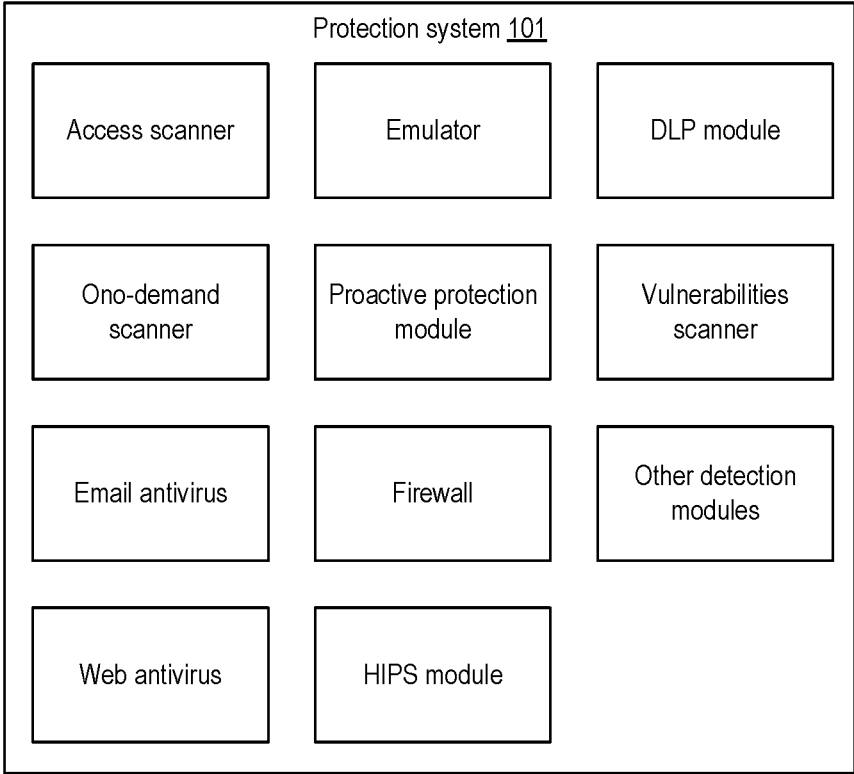 Protection system 101
Access scanner
Emulator
DLP module
Ono-demand
scanner
Proactive protection
module
Vulnerabilities
scanner
Email antivirus
Firewall
Other detection
modules
Web antivirus
HIPS module